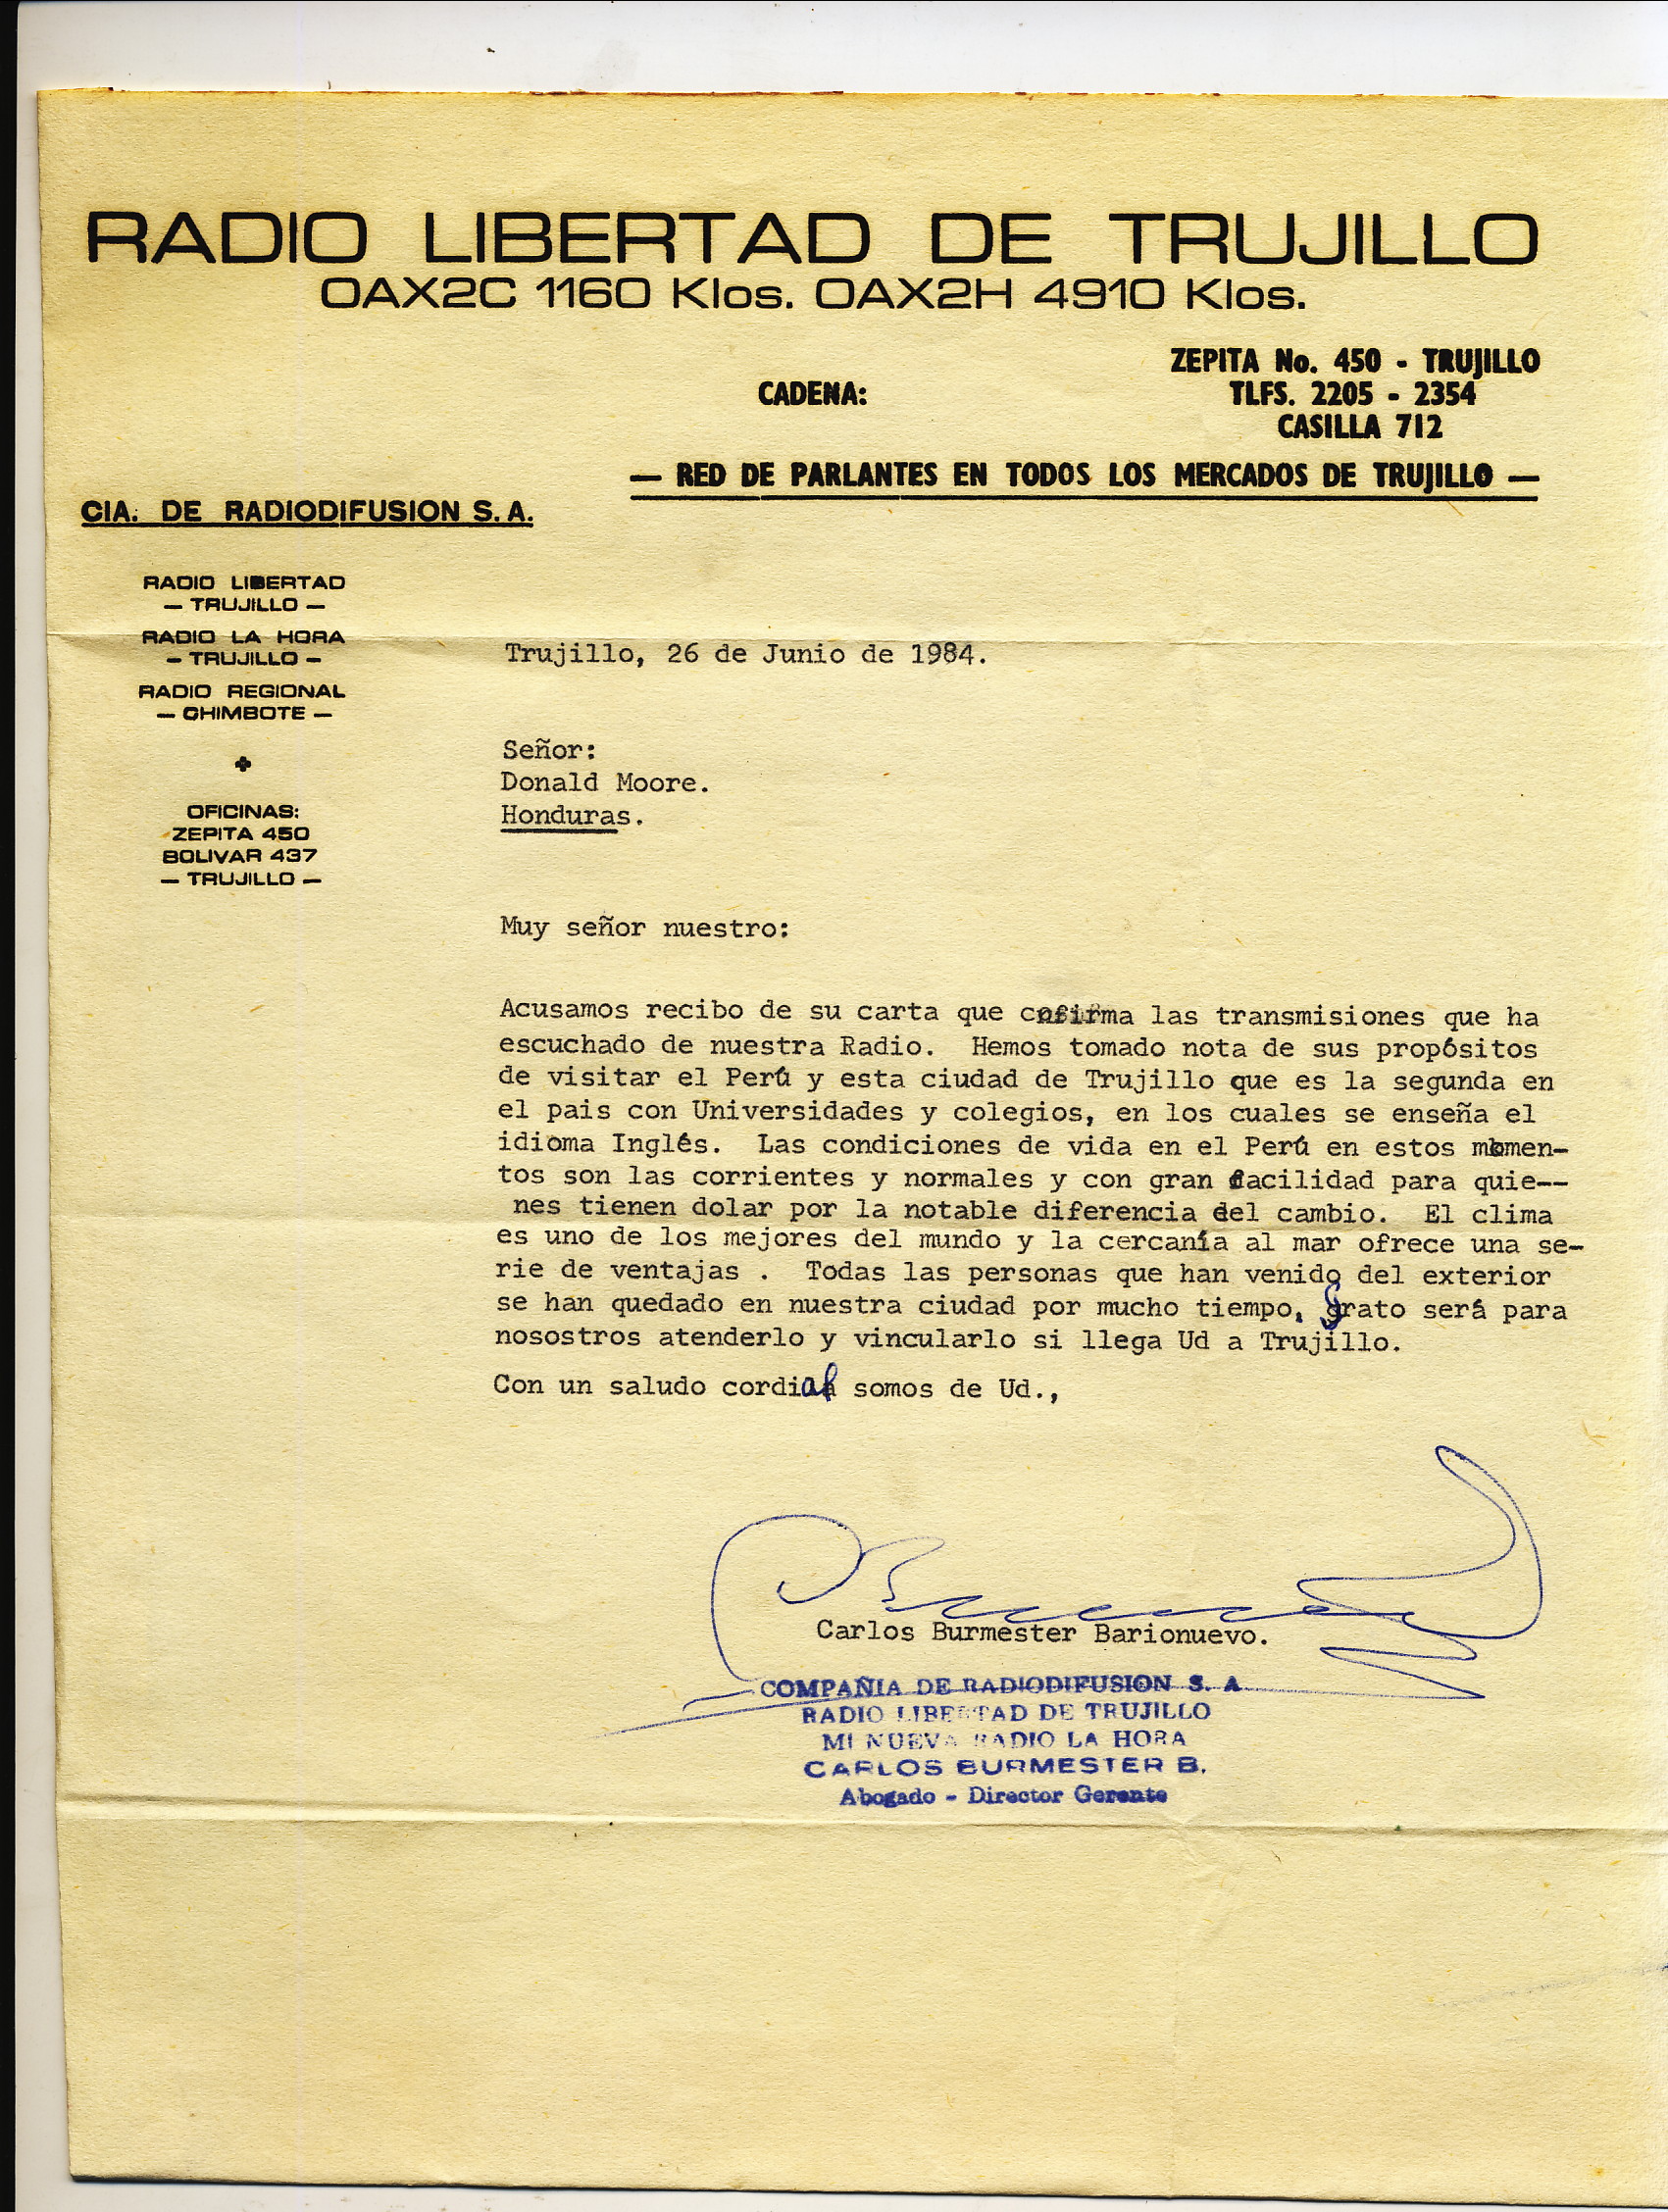 RADIO LIBERTAD DE TRUJILLO
OAX2C 1160 Klos. OAX2H 4910 Klos.
ZEPITA No. 450 - TRUJILLO
CADENA:
TLFS. 2205 - 2354
CASILLA 712
— RED DE PARLANTES EN TODOS LOS MERCADOS DE TRUJILLO —
CIA. DE RADIODIFUSION S. A.
RADIO LIBERTAD
— TRUJILLO —
RADIO LA HORA
— TRUJILLO —
RADIO REGIONAL
— CHIMBOTE —
OFICINAS:
ZEPITA 450
BOLIVAR 437
— TRUJILLO —
Trujillo, 26 de Junio de 1984.
Señor:
Donald Moore.
Honduras.
Muy señor nuestro:
Acusamos recibo de su carta que confirma las transmisiones que ha
escuchado de nuestra Radio. Hemos tomado nota de sus propósitos
de visitar el Perú y esta ciudad de Trujillo que es la segunda en
el pais con Universidades y colegios, en los cuales se enseña el
idioma Inglés. Las condiciones de vida en el Perú en estos momen-
tos son las corrientes y normales y con gran facilidad para quie--
nes tienen dolar por la notable diferencia del cambio. El clima
es uno de los mejores del mundo y la cercanía al mar ofrece una se-
rie de ventajas . Todas las personas que han venido del exterior
se han quedado en nuestra ciudad por mucho tiempo. grato será para
nosostros atenderlo y vincularlo si llega Ud a Trujillo.
Con un saludo cordial somos de Ud.,
Carlos Burmester Barionuevo.
COMPAÑIA DE RADIODIFUSION S. A
RADIO LIBERTAD DE TRUJILLO
MI NUEVA RADIO LA HORA
CARLOS BURMESTER B.
Abogado - Director Gerente